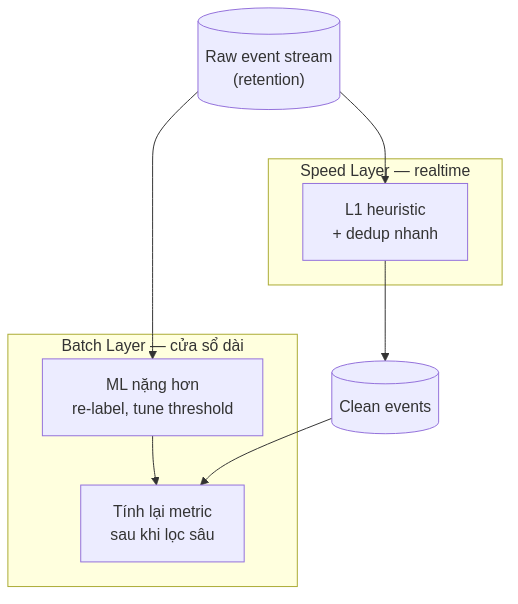 Raw event stream
(retention)
Speed Layer — realtime
L1 heuristic
+ dedup nhanh
Batch Layer — cửa sổ dài
ML nặng hơn
re-label, tune threshold
Clean events
Tính lại metric
sau khi lọc sâu